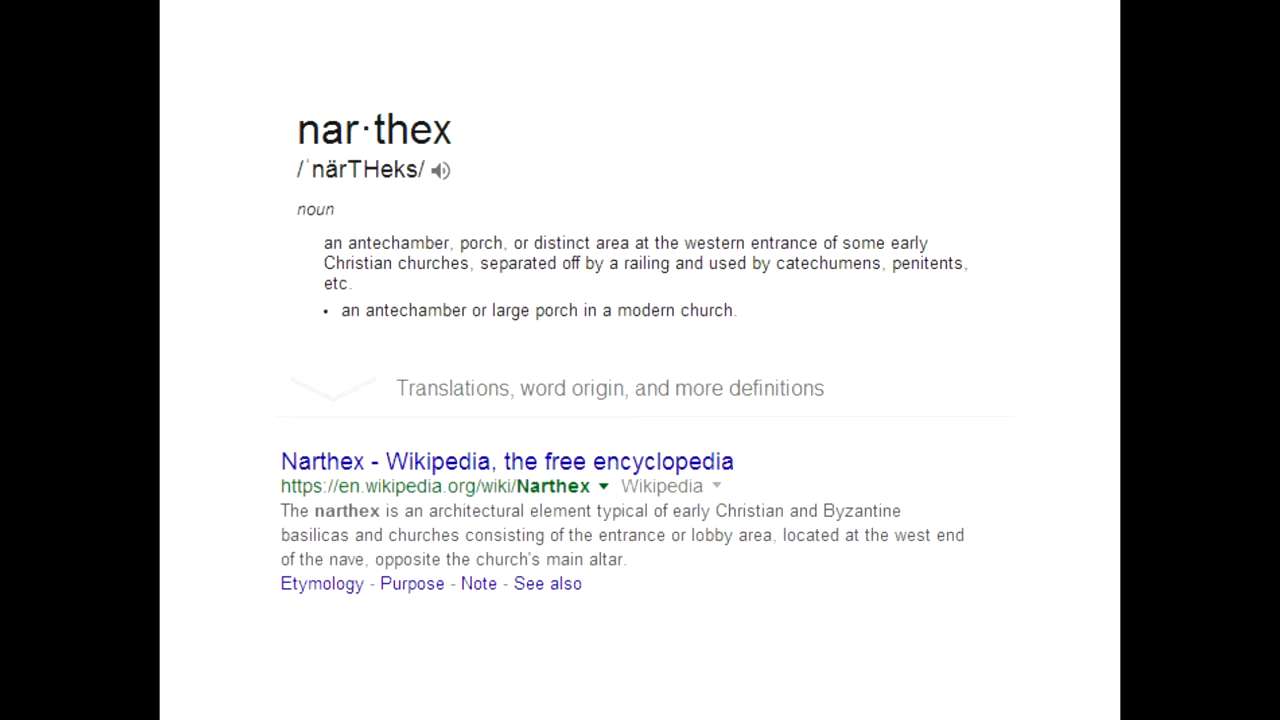 nar·thex
/ˈnärTHeks/
noun
an antechamber, porch, or distinct area at the western entrance of some early
Christian churches, separated off by a railing and used by catechumens, penitents,
etc.
• an antechamber or large porch in a modern church.
Translations, word origin, and more definitions
Narthex - Wikipedia, the free encyclopedia
https://en.wikipedia.org/wiki/Narthex ▼ Wikipedia ▼
The narthex is an architectural element typical of early Christian and Byzantine
basilicas and churches consisting of the entrance or lobby area, located at the west end
of the nave, opposite the church's main altar.
Etymology - Purpose - Note - See also